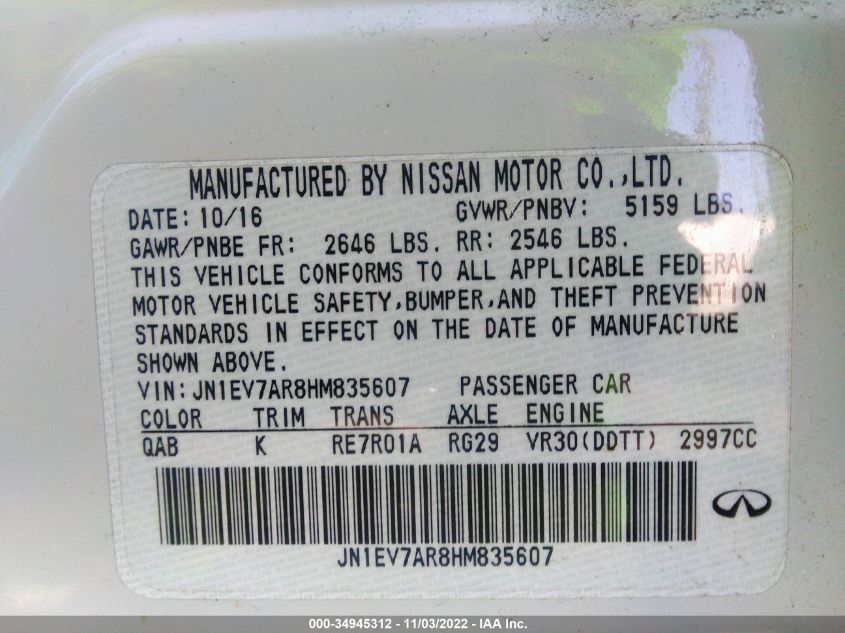 MANUFACTURED BY NISSAN MOTOR CO.,LTD.
DATE: 10/16 GVWR/PNBV: 5159 LBS.
GAWR/PNBE FR: 2646 LBS. RR: 2546 LBS.
THIS VEHICLE CONFORMS TO ALL APPLICABLE FEDERAL
MOTOR VEHICLE SAFETY,BUMPER,AND THEFT PREVENTION
STANDARDS IN EFFECT ON THE DATE OF MANUFACTURE
SHOWN ABOVE.
VIN: JN1EV7AR8HM835607 PASSENGER CAR
COLOR TRIM TRANS AXLE ENGINE
QAB K RE7R01A RG29 VR30(DDTT) 2997CC
JN1EV7AR8HM835607
000-34945312 - 11/03/2022 - IAA Inc.